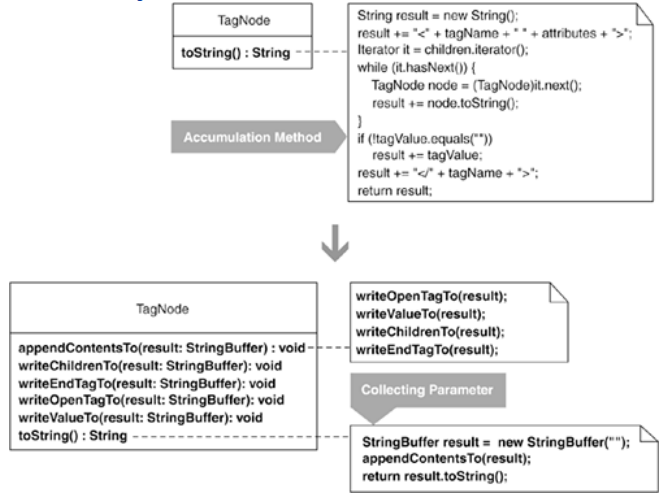 TagNode
toString() : String
String result = new String();
result += "<" + tagName + " " + attributes + ">";
Iterator it = children.iterator();
while (it.hasNext()) {
TagNode node = (TagNode)it.next();
result += node.toString();
}
if (!tagValue.equals(""))
result += tagValue;
result += "</" + tagName + ">";
return result;
Accumulation Method
TagNode
appendContentsTo(result: StringBuffer) : void
writeChildrenTo(result: StringBuffer): void
writeEndTagTo(result: StringBuffer): void
writeOpenTagTo(result: StringBuffer): void
writeValueTo(result: StringBuffer): void
toString() : String
writeOpenTagTo(result);
writeValueTo(result);
writeChildrenTo(result);
writeEndTagTo(result);
Collecting Parameter
StringBuffer result = new StringBuffer("");
appendContentsTo(result);
return result.toString();